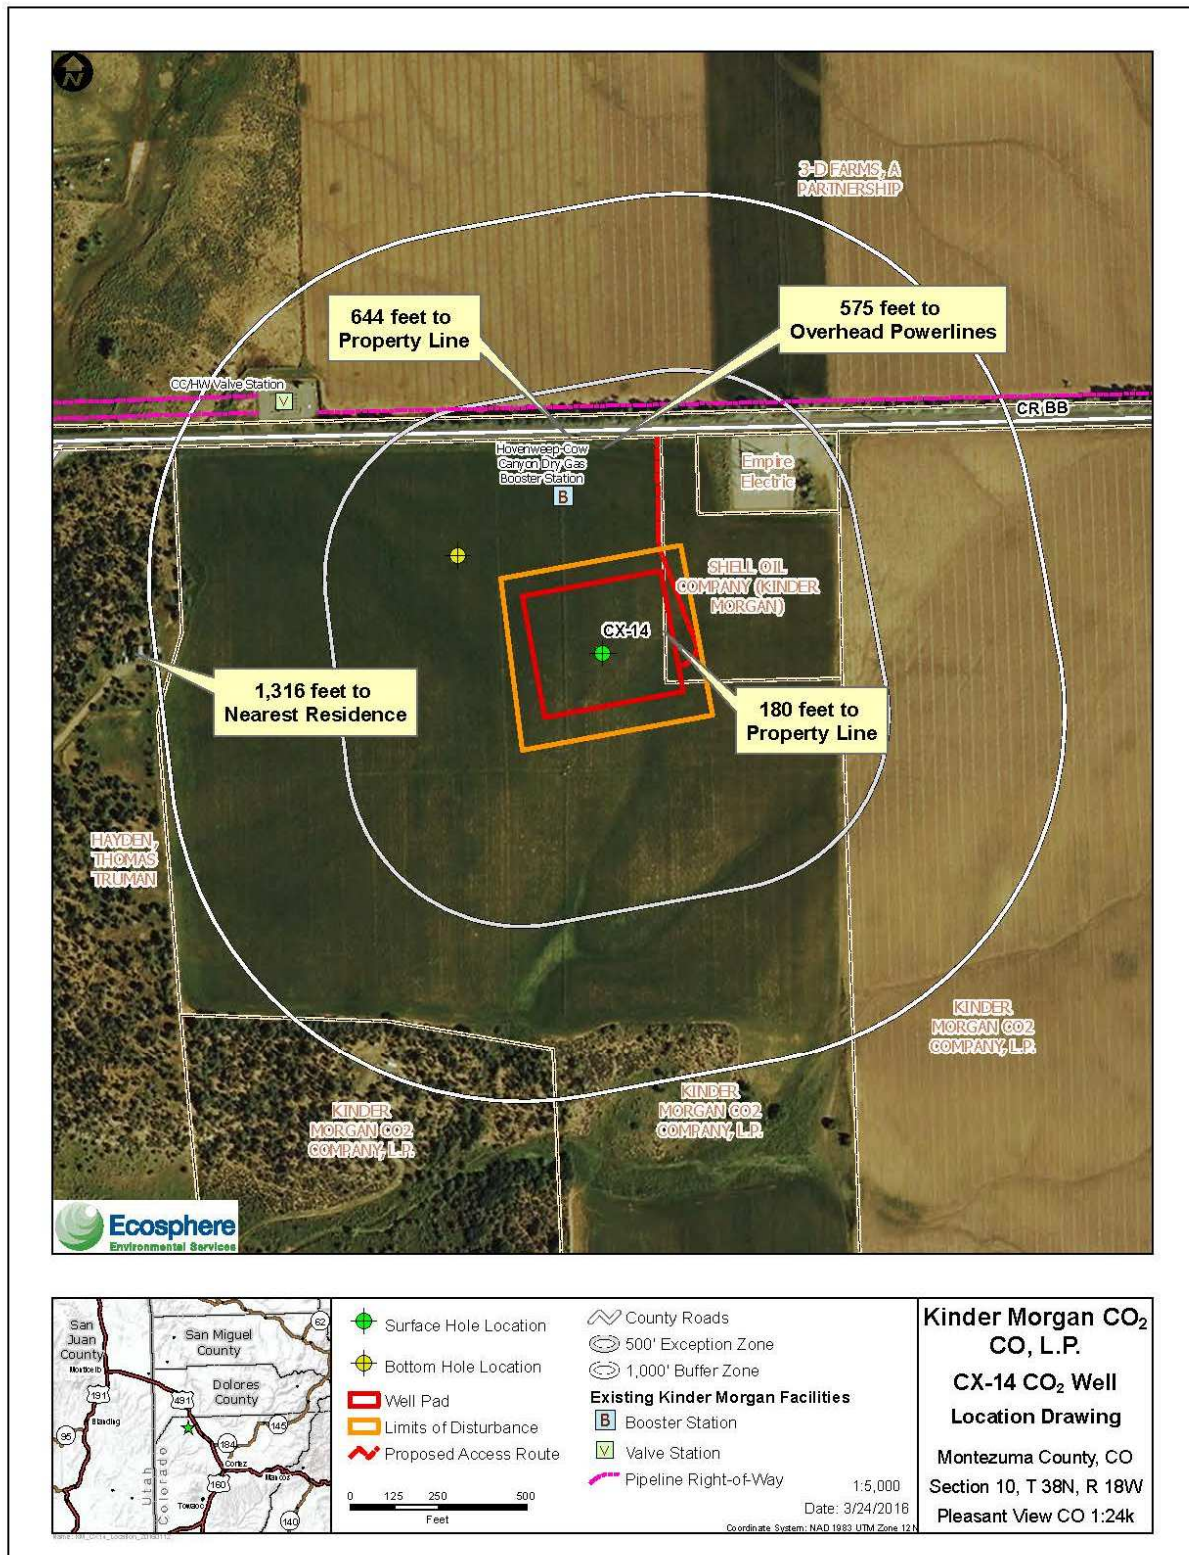 N
3-D FARMS, A
PARTNERSHIP
644 feet to
Property Line
575 feet to
Overhead Powerlines
CC/HW Valve Station
V
CR BB
Hovenweep-Cow
Canyon Dry Gas
Booster Station
B
Empire
Electric
SHELL OIL
COMPANY (KINDER
MORGAN)
CX-14
1,316 feet to
Nearest Residence
180 feet to
Property Line
HAYDEN,
THOMAS
TRUMAN
KINDER
MORGAN CO2
COMPANY, L.P.
KINDER
MORGAN CO2
COMPANY, L.P.
KINDER
MORGAN CO2
COMPANY, L.P.
Ecosphere
Environmental Services
San
Juan
County
San Miguel
County
62
Monticello
Dolores
County
191
491
Blanding
145
95
184
Cortez
Mancos
160
Utah
Colorado
Towaoc
140
Surface Hole Location
Bottom Hole Location
Well Pad
Limits of Disturbance
Proposed Access Route
0 125 250 500
Feet
County Roads
500' Exception Zone
1,000' Buffer Zone
Existing Kinder Morgan Facilities
B Booster Station
V Valve Station
Pipeline Right-of-Way
1:5,000
Date: 3/24/2016
Coordinate System: NAD 1983 UTM Zone 12 N
Kinder Morgan CO₂
CO, L.P.
CX-14 CO₂ Well
Location Drawing
Montezuma County, CO
Section 10, T 38N, R 18W
Pleasant View CO 1:24k